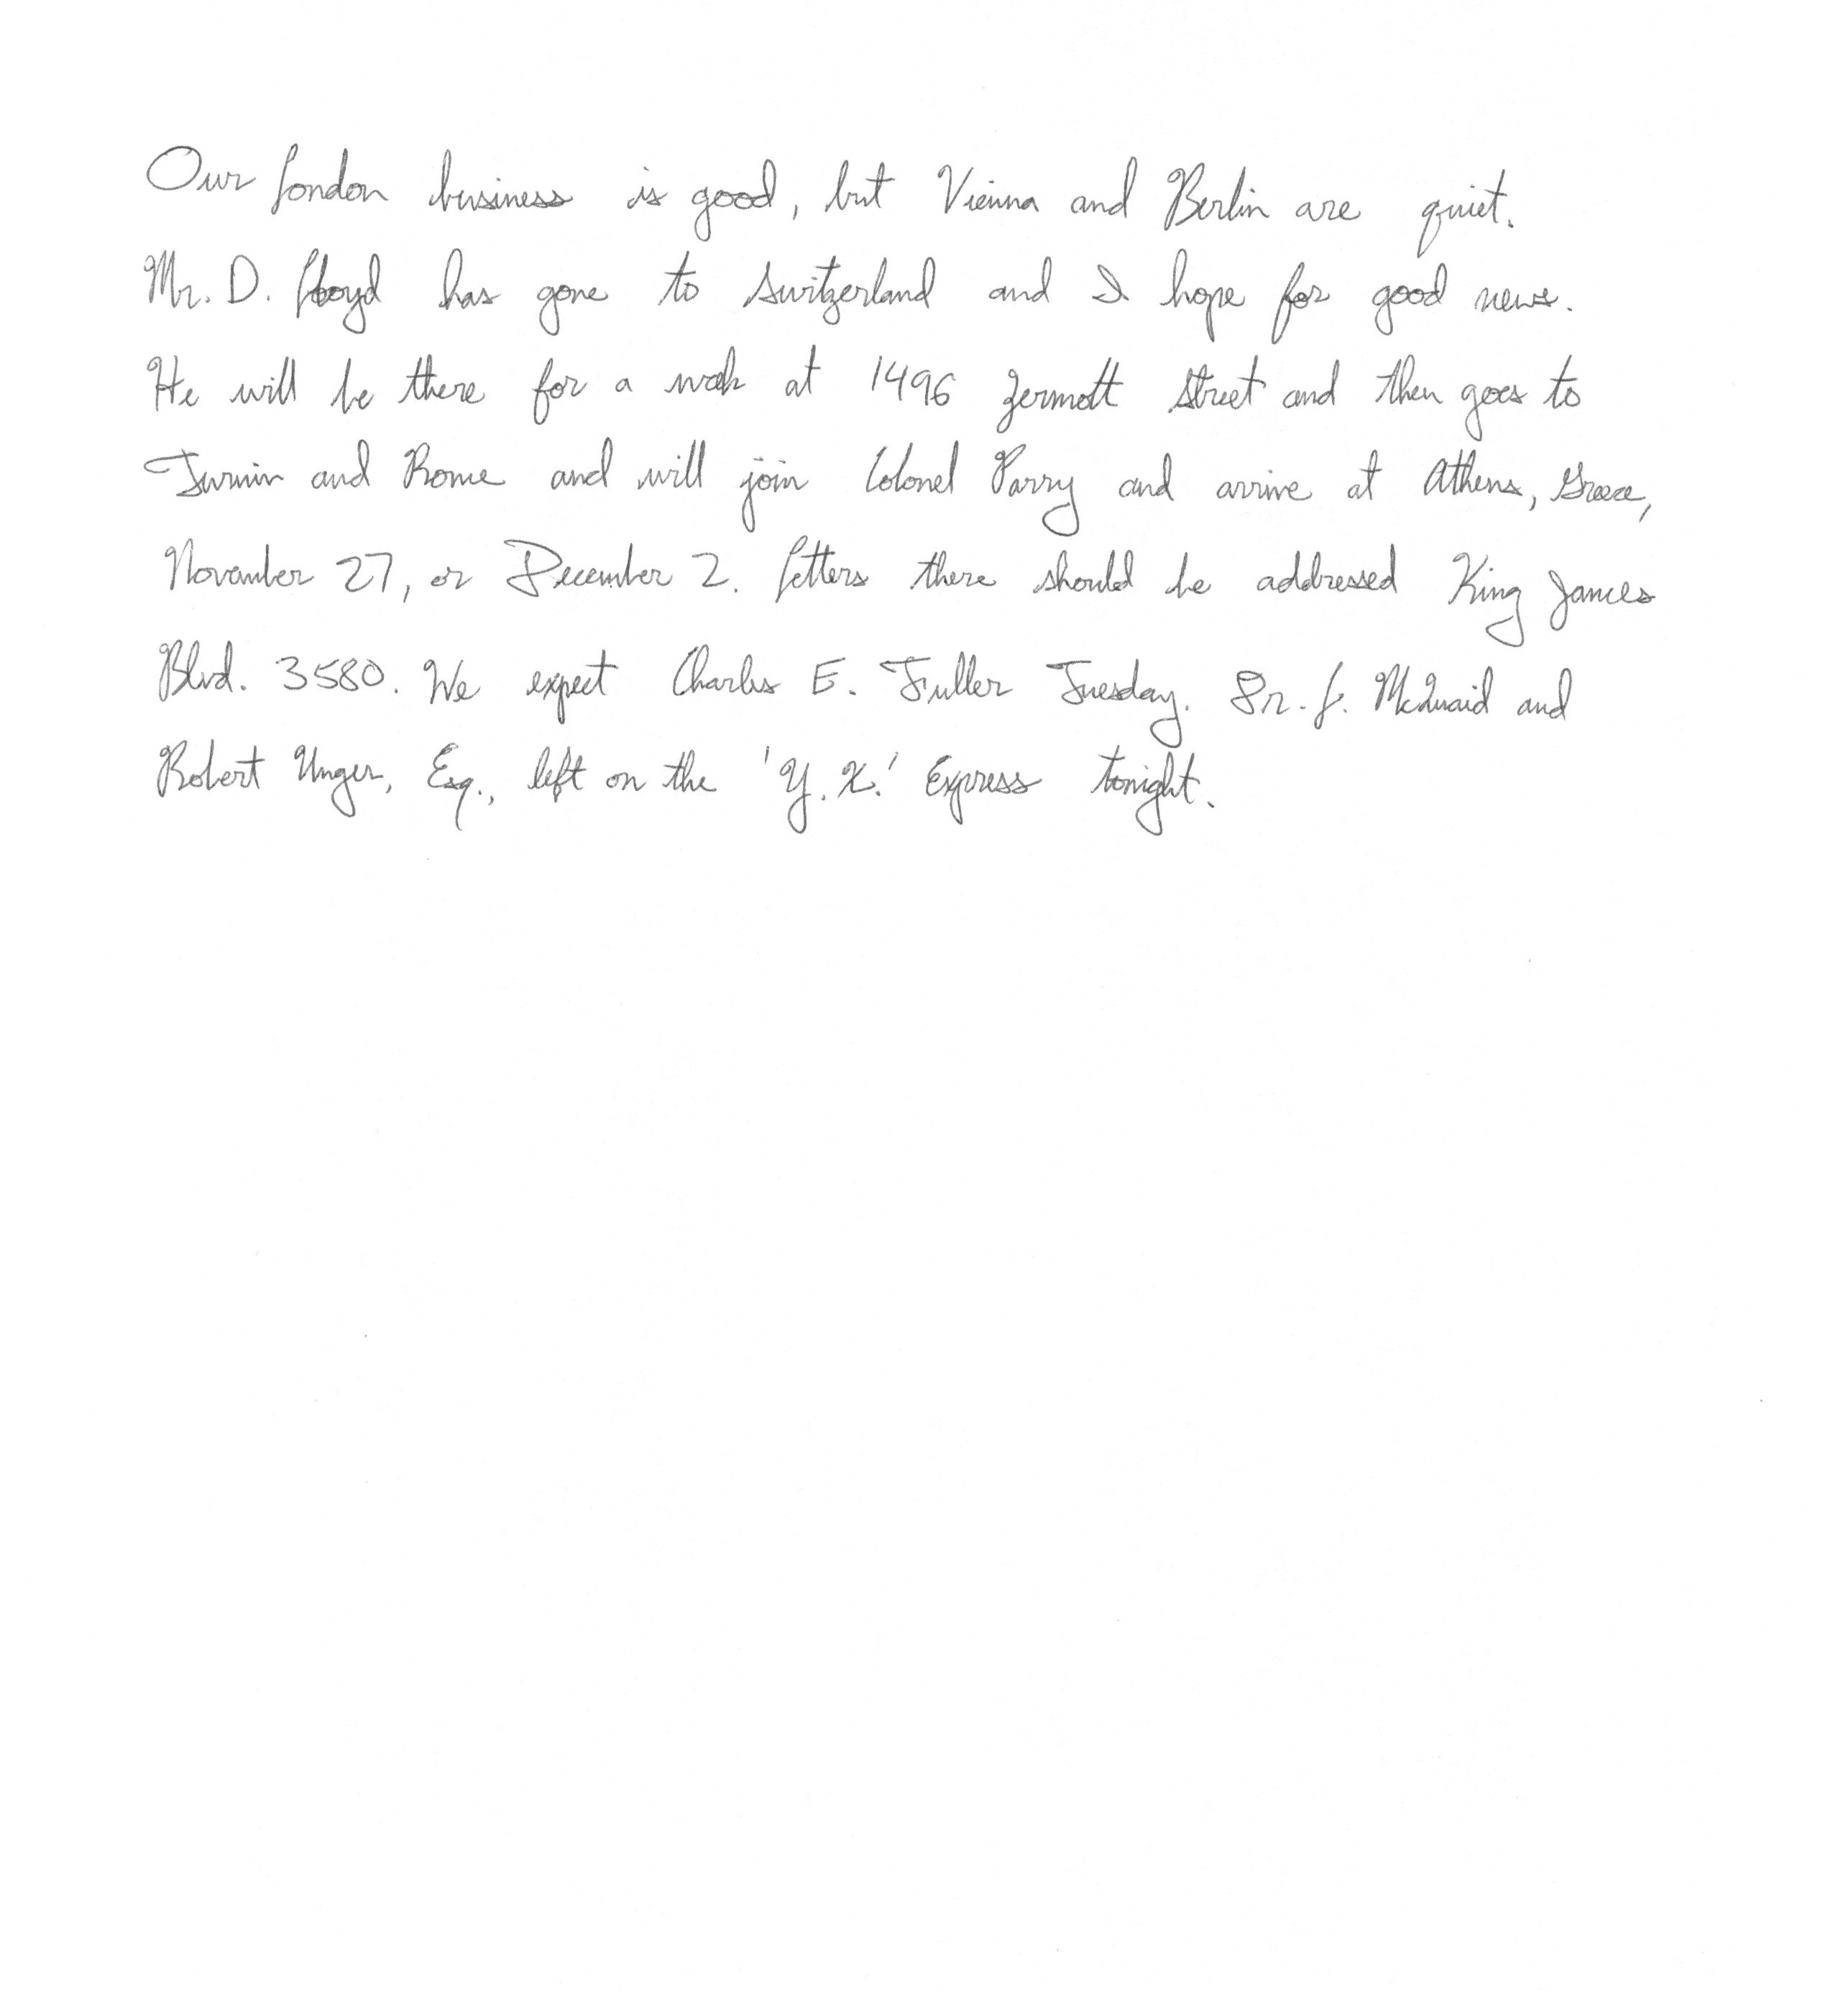 Our London business is good, but Vienna and Berlin are quiet.
Mr. D. Lloyd has gone to Switzerland and I hope for good news.
He will be there for a week at 1496 Zermott Street and then goes to
Turnin and Rome and will join Colonel Parry and arrive at Athens, Greece,
November 27, or December 2. Letters there should be addressed King James
Blvd. 3580. We expect Charles E. Fuller Tuesday. Dr. L. McQuaid and
Robert Unger, Esq., left on the 'Y.X.' Express tonight.